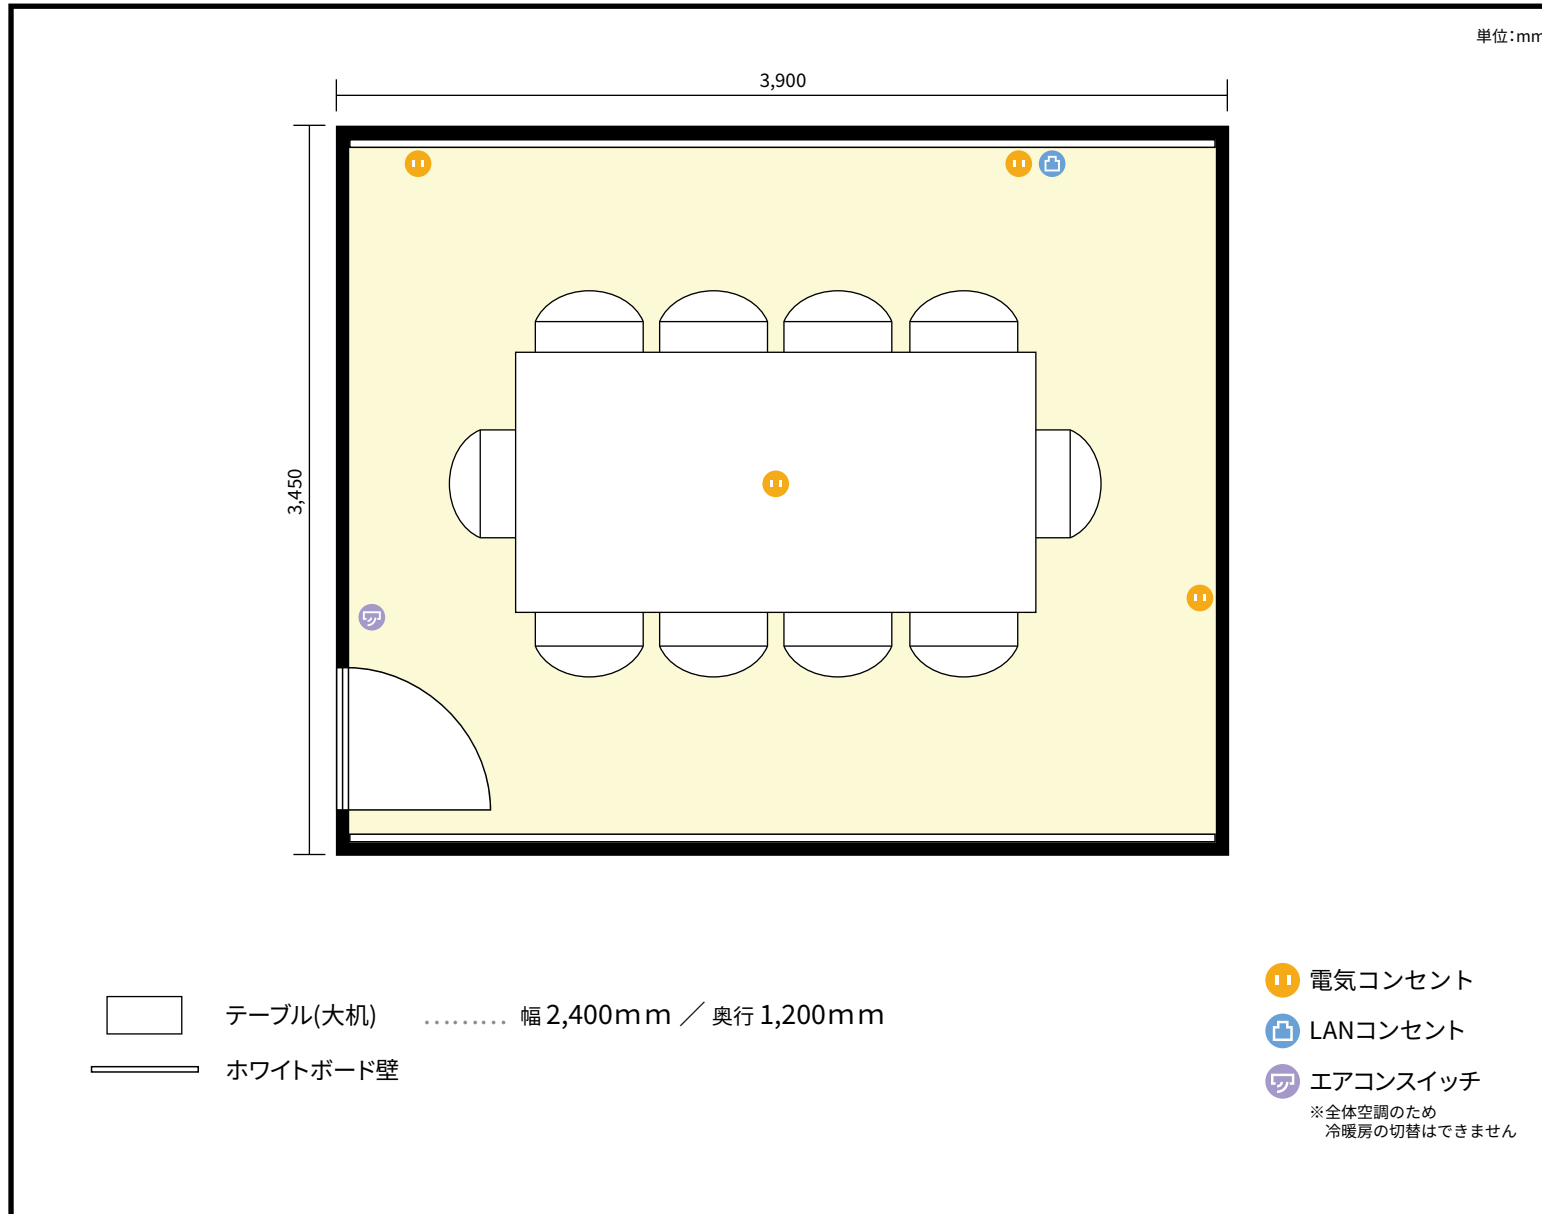 単位:mm
3,900
3,450
テーブル(大机) ……… 幅 2,400mm ／ 奥行 1,200mm
ホワイトボード壁
電気コンセント
LANコンセント
エアコンスイッチ
※全体空調のため
冷暖房の切替はできません